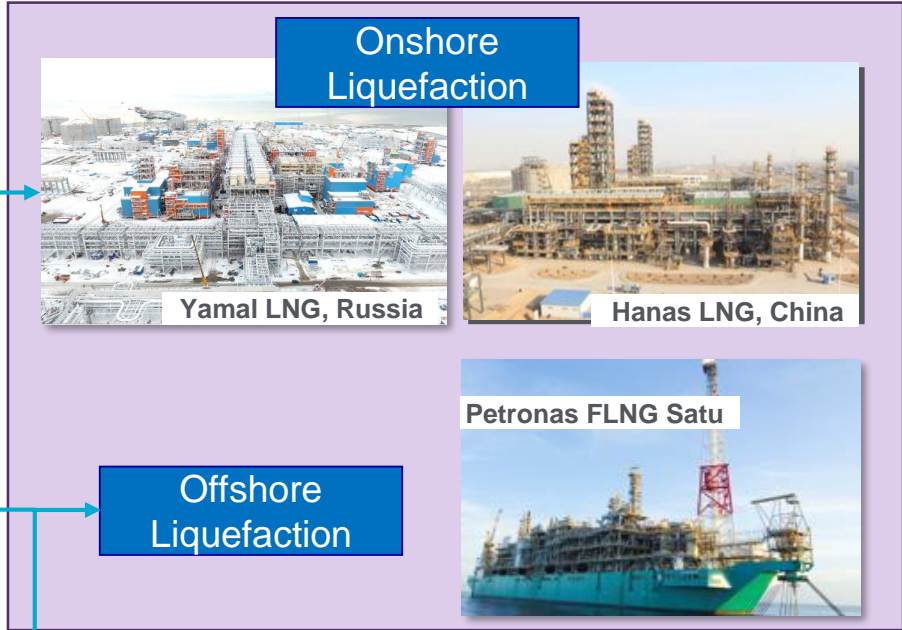 Onshore
Liquefaction
Yamal LNG, Russia
Hanas LNG, China
Petronas FLNG Satu
Offshore
Liquefaction